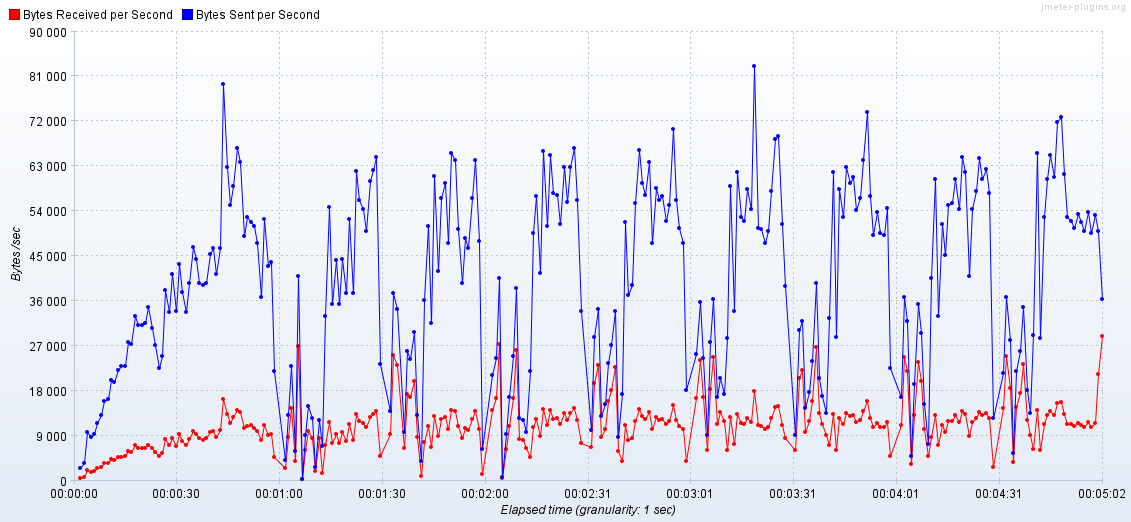 jmeter-plugins.org
Bytes Received per Second Bytes Sent per Second
90 000
81 000
72 000
63 000
54 000
45 000
36 000
27 000
18 000
9 000
0
Bytes /sec
00:00:00 00:00:30 00:01:00 00:01:30 00:02:00 00:02:31 00:03:01 00:03:31 00:04:01 00:04:31 00:05:02
Elapsed time (granularity: 1 sec)